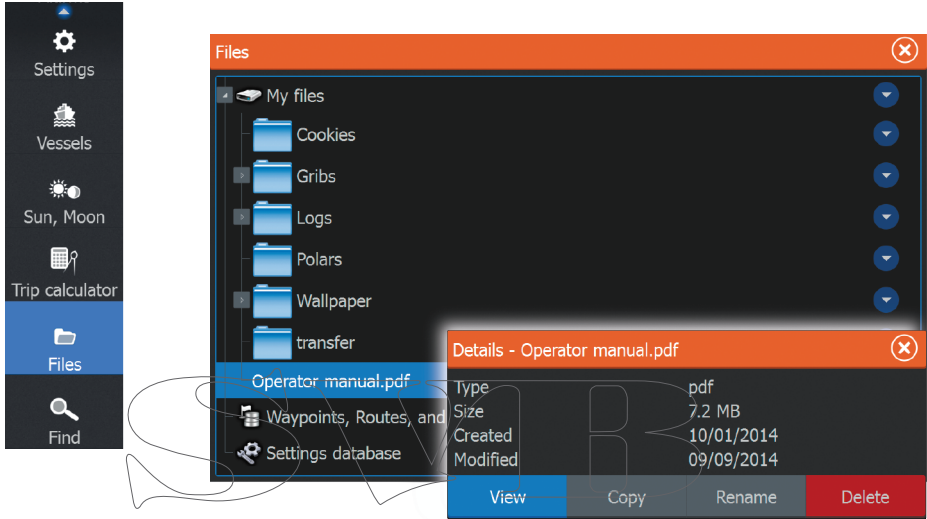 Settings
Vessels
Sun, Moon
Trip calculator
Files
Find
Files
My files
Cookies
Gribs
Logs
Polars
Wallpaper
transfer
Operator manual.pdf
Waypoints, Routes, and
Settings database
Details - Operator manual.pdf
Type pdf
Size 7.2 MB
Created 10/01/2014
Modified 09/09/2014
View Copy Rename Delete